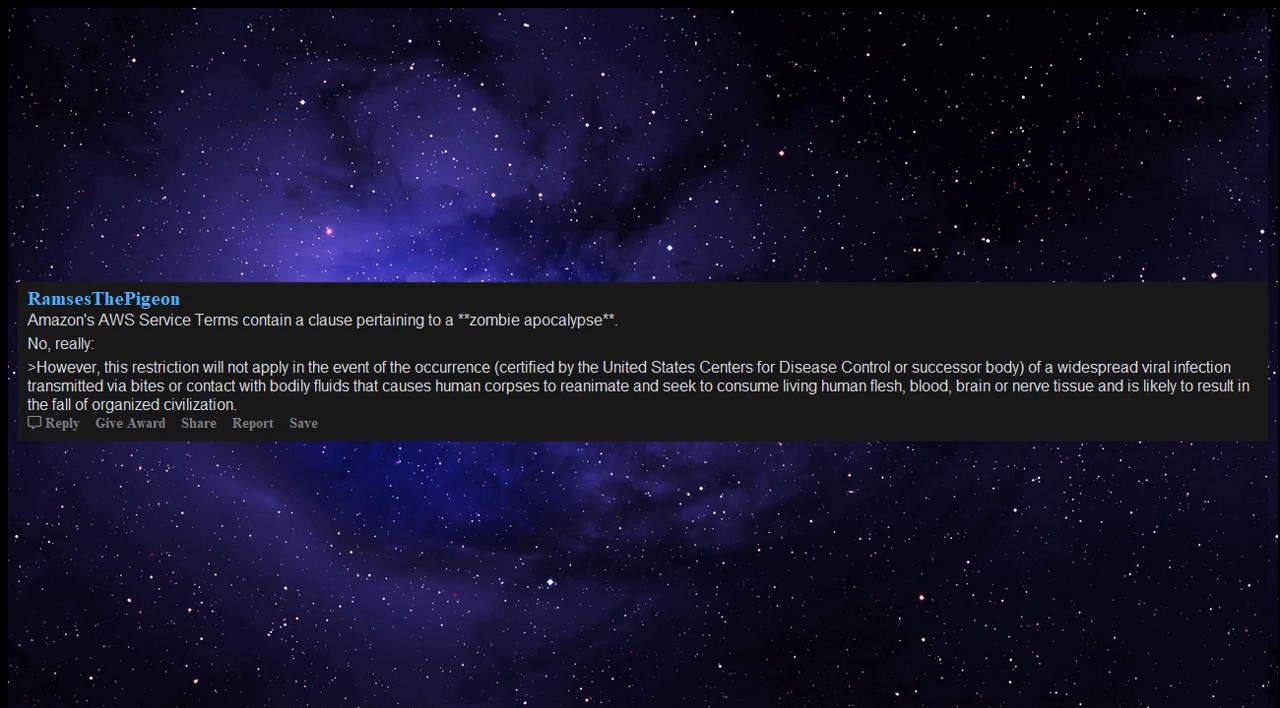 RamsesThePigeon
Amazon's AWS Service Terms contain a clause pertaining to a **zombie apocalypse**.
No, really:
>However, this restriction will not apply in the event of the occurrence (certified by the United States Centers for Disease Control or successor body) of a widespread viral infection
transmitted via bites or contact with bodily fluids that causes human corpses to reanimate and seek to consume living human flesh, blood, brain or nerve tissue and is likely to result in
the fall of organized civilization.
Reply Give Award Share Report Save